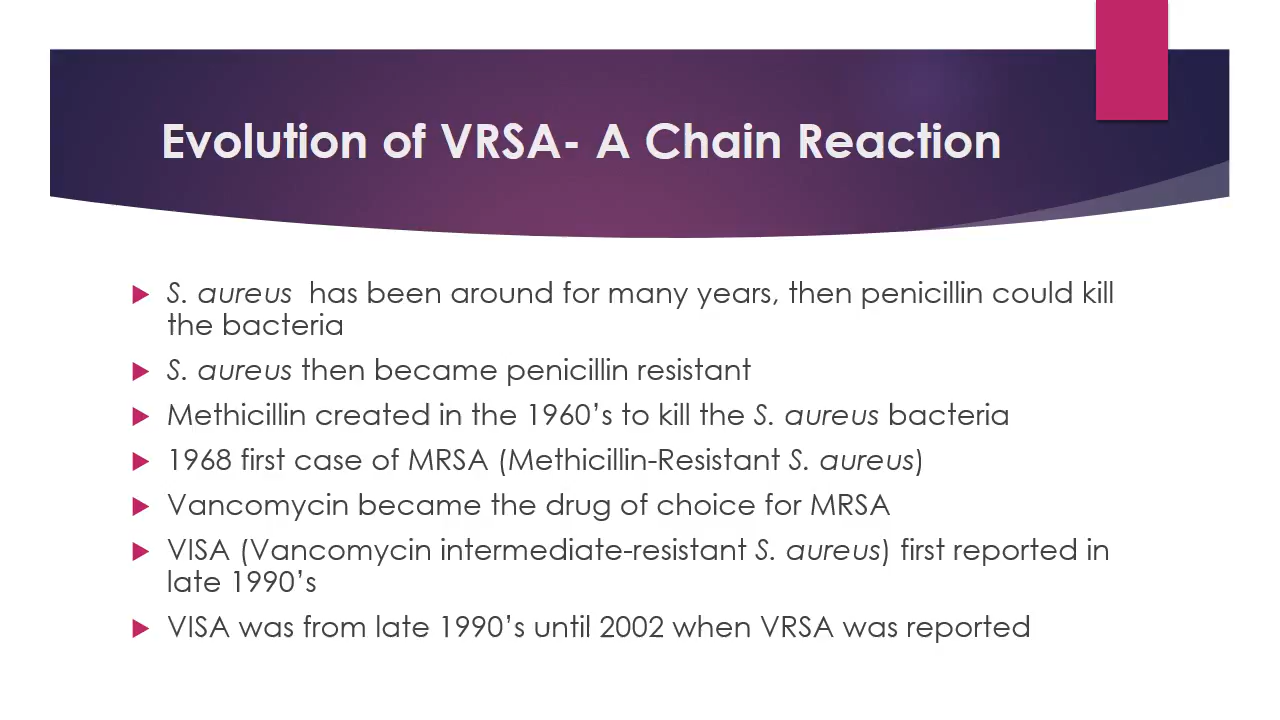 Evolution of VRSA- A Chain Reaction
S. aureus has been around for many years, then penicillin could kill
the bacteria
S. aureus then became penicillin resistant
Methicillin created in the 1960’s to kill the S. aureus bacteria
1968 first case of MRSA (Methicillin-Resistant S. aureus)
Vancomycin became the drug of choice for MRSA
VISA (Vancomycin intermediate-resistant S. aureus) first reported in
late 1990’s
VISA was from late 1990’s until 2002 when VRSA was reported